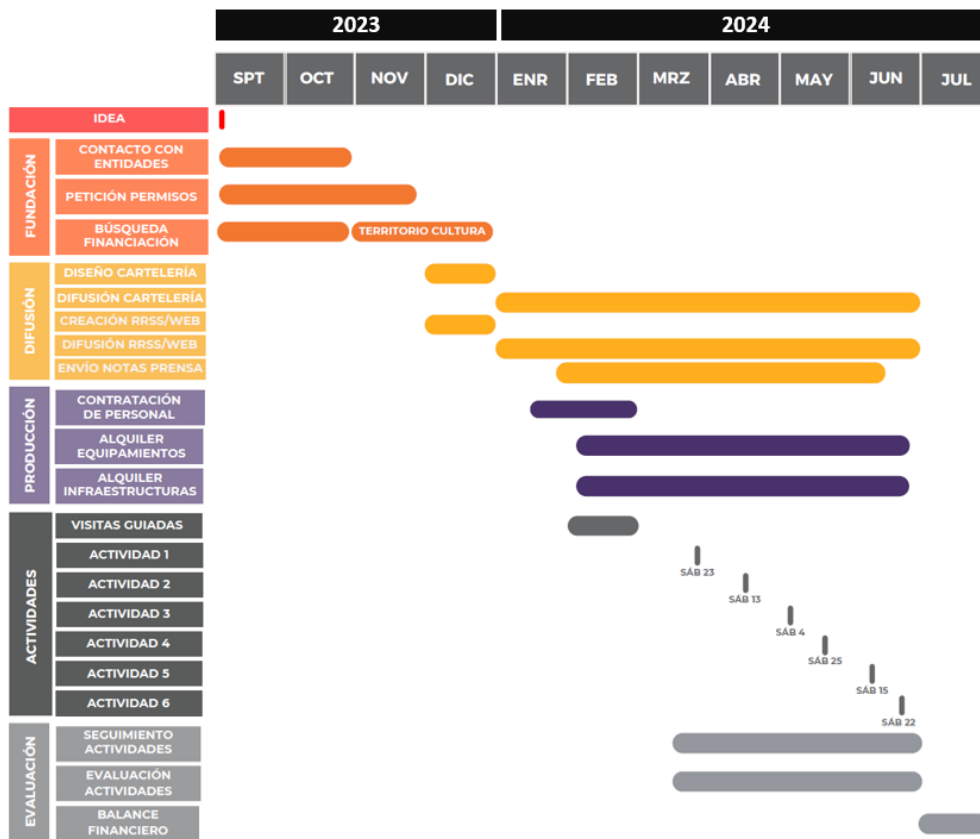 2023
2024
SPT
OCT
NOV
DIC
ENR
FEB
MRZ
ABR
MAY
JUN
JUL
IDEA
FUNDACIÓN
CONTACTO CON
ENTIDADES
PETICIÓN PERMISOS
BÚSQUEDA
FINANCIACIÓN
TERRITORIO CULTURA
DIFUSIÓN
DISEÑO CARTELERÍA
DIFUSIÓN CARTELERÍA
CREACIÓN RRSS/WEB
DIFUSIÓN RRSS/WEB
ENVÍO NOTAS PRENSA
PRODUCCIÓN
CONTRATACIÓN
DE PERSONAL
ALQUILER
EQUIPAMIENTOS
ALQUILER
INFRAESTRUCTURAS
ACTIVIDADES
VISITAS GUIADAS
ACTIVIDAD 1
SÁB 23
ACTIVIDAD 2
SÁB 13
ACTIVIDAD 3
SÁB 4
ACTIVIDAD 4
SÁB 25
ACTIVIDAD 5
SÁB 15
ACTIVIDAD 6
SÁB 22
EVALUACIÓN
SEGUIMIENTO
ACTIVIDADES
EVALUACIÓN
ACTIVIDADES
BALANCE
FINANCIERO